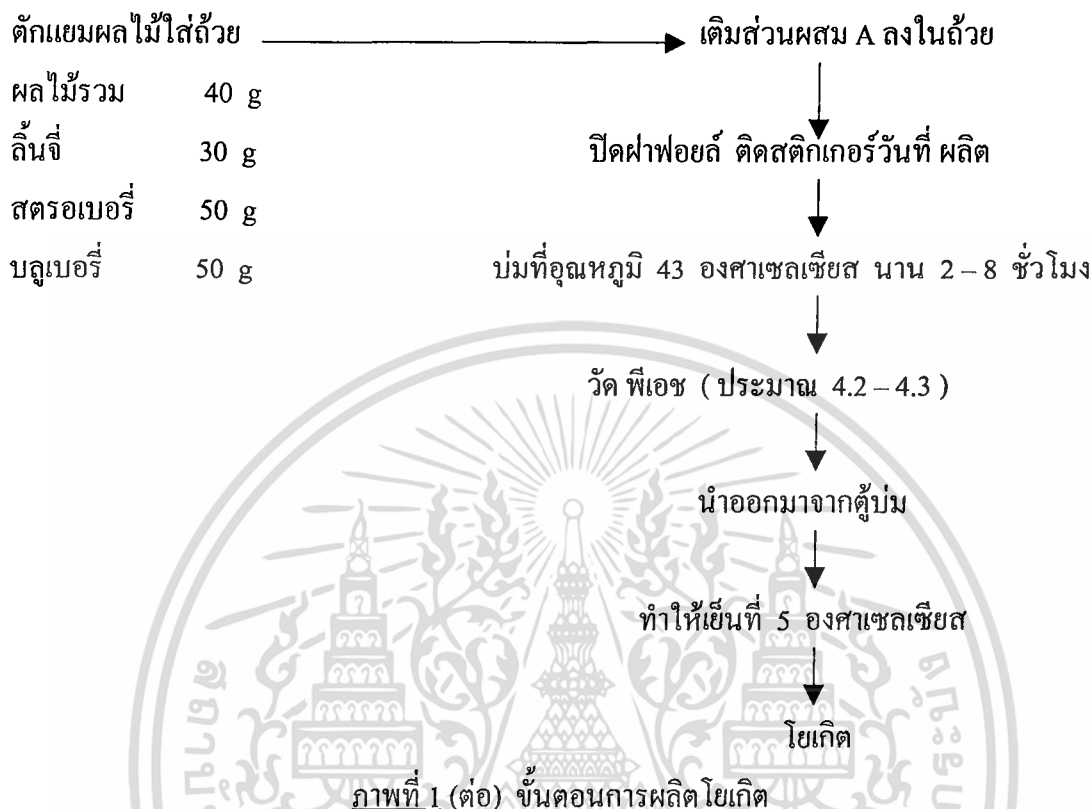 ตักแยมผลไม้ใส่ถ้วย
ผลไม้รวม 40 g
ลิ้นจี่ 30 g
สตรอเบอรี่ 50 g
บลูเบอรี่ 50 g
เติมส่วนผสม A ลงในถ้วย
ปิดฝาฟอยล์ ติดสติกเกอร์วันที่ ผลิต
บ่มที่อุณหภูมิ 43 องศาเซลเซียส นาน 2 – 8 ชั่วโมง
วัด พีเอช ( ประมาณ 4.2 – 4.3 )
นำออกมาจากตู้บ่ม
ทำให้เย็นที่ 5 องศาเซลเซียส
โยเกิต
ภาพที่ 1 (ต่อ) ขั้นตอนการผลิตโยเกิต